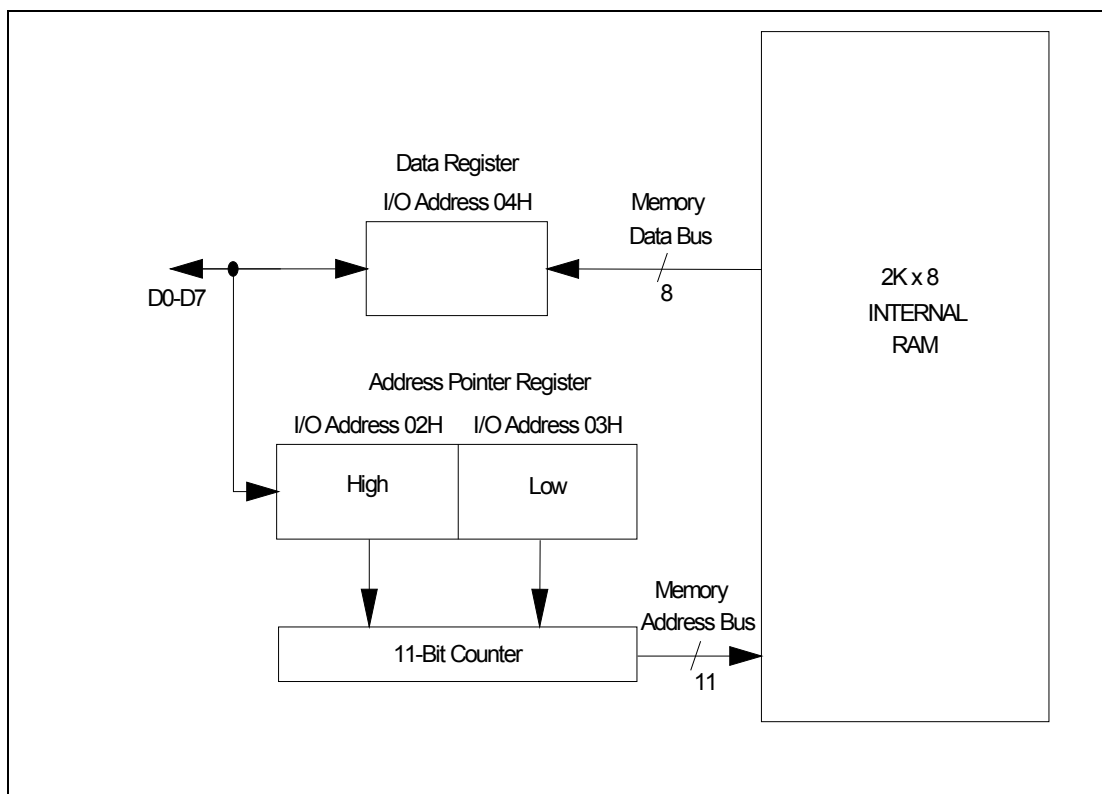 Data Register
I/O Address 04H
Memory
Data Bus
8
D0-D7
2K x 8
INTERNAL
RAM
Address Pointer Register
I/O Address 02H
I/O Address 03H
High
Low
Memory
Address Bus
11
11-Bit Counter